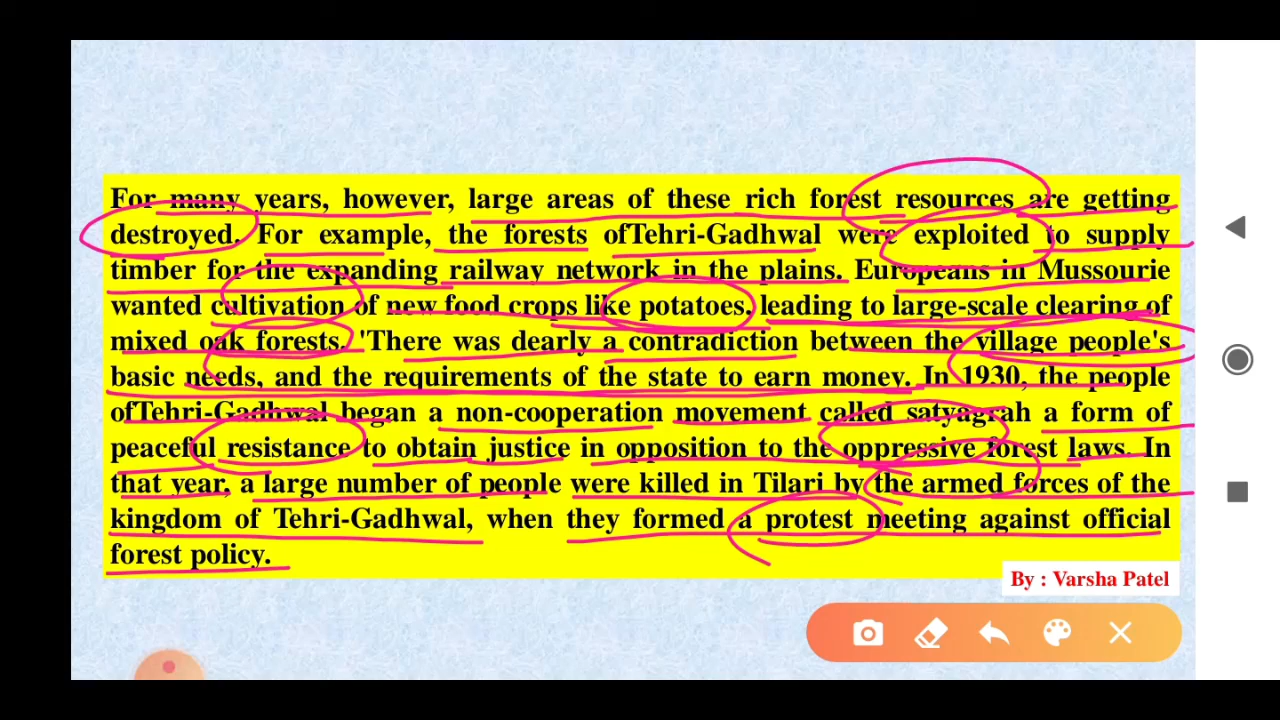 For many years, however, large areas of these rich forest resources are getting
destroyed. For example, the forests ofTehri-Gadhwal were exploited to supply
timber for the expanding railway network in the plains. Europeans in Mussourie
wanted cultivation of new food crops like potatoes, leading to large-scale clearing of
mixed oak forests. 'There was dearly a contradiction between the village people's
basic needs, and the requirements of the state to earn money. In 1930, the people
ofTehri-Gadhwal began a non-cooperation movement called satyagrah a form of
peaceful resistance to obtain justice in opposition to the oppressive forest laws. In
that year, a large number of people were killed in Tilari by the armed forces of the
kingdom of Tehri-Gadhwal, when they formed a protest meeting against official
forest policy.
By : Varsha Patel